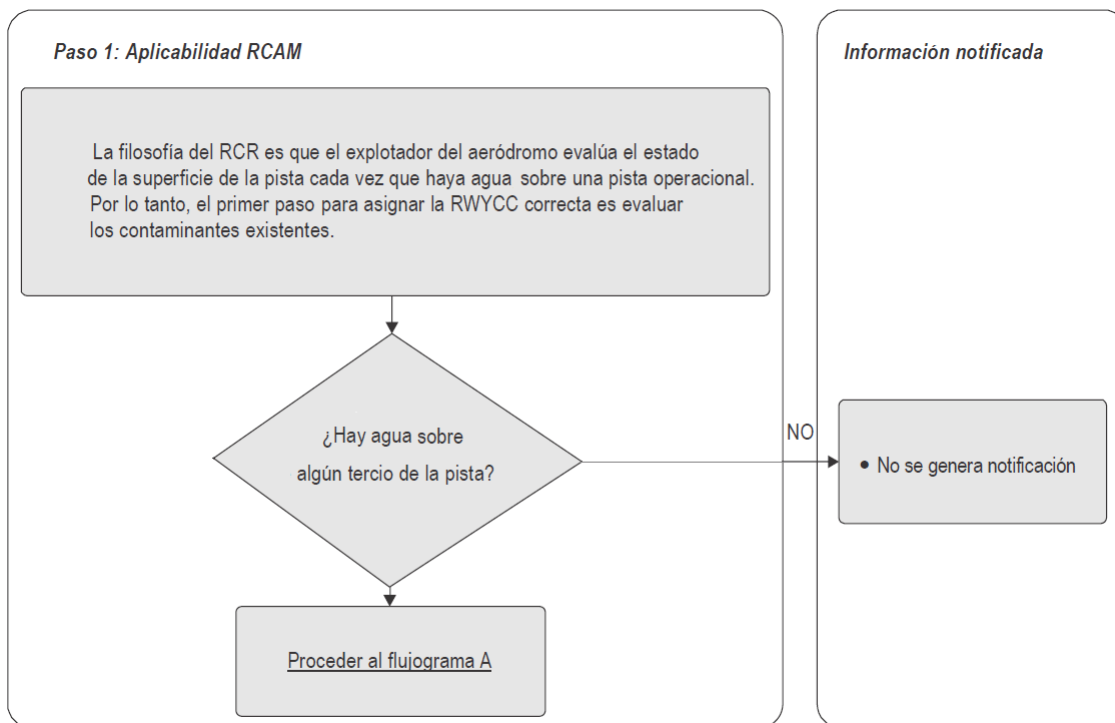 Paso 1: Aplicabilidad RCAM
Información notificada
La filosofía del RCR es que el explotador del aeródromo evalúa el estado
de la superficie de la pista cada vez que haya agua sobre una pista operacional.
Por lo tanto, el primer paso para asignar la RWYCC correcta es evaluar
los contaminantes existentes.
¿Hay agua sobre
algún tercio de la pista?
NO
• No se genera notificación
Proceder al flujograma A